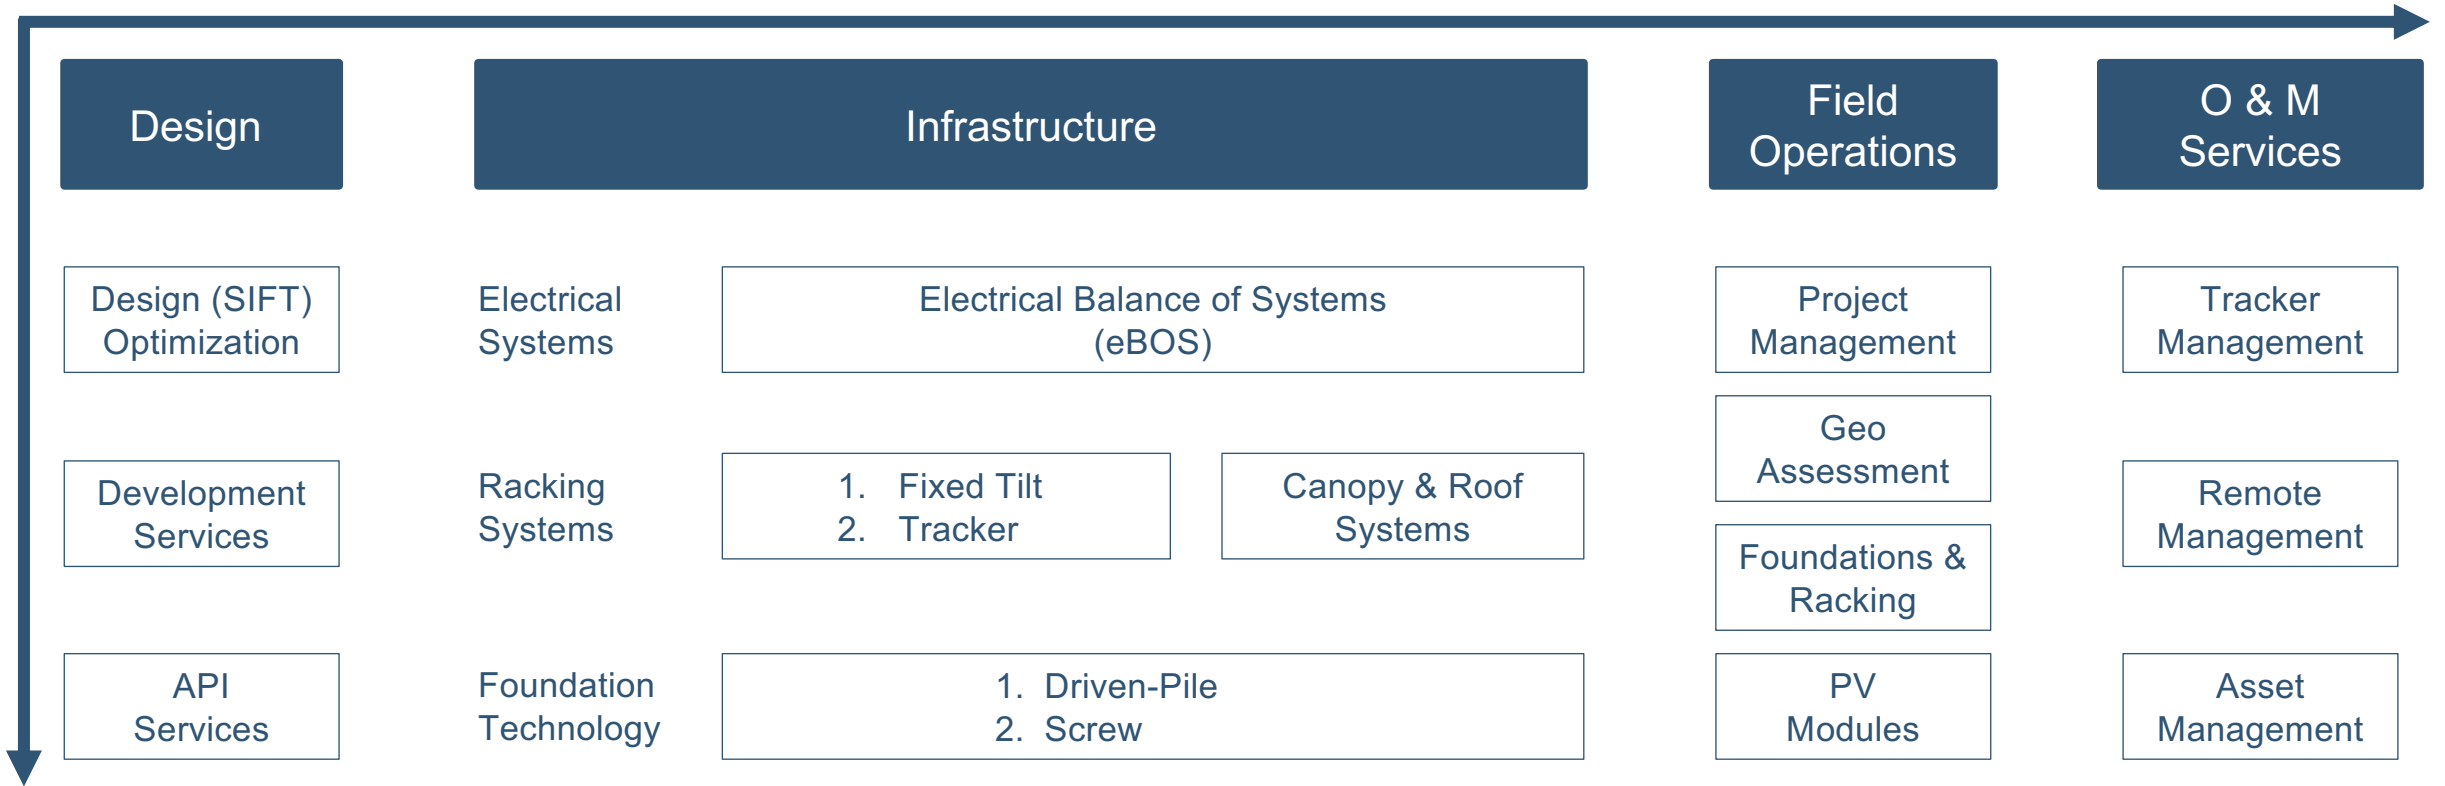 Design
Infrastructure
Field
Operations
O & M
Services
Design (SIFT)
Optimization
Development
Services
API
Services
Electrical
Systems
Electrical Balance of Systems
(eBOS)
Racking
Systems
1. Fixed Tilt
2. Tracker
Canopy & Roof
Systems
Foundation
Technology
1. Driven-Pile
2. Screw
Project
Management
Geo
Assessment
Foundations &
Racking
PV
Modules
Tracker
Management
Remote
Management
Asset
Management